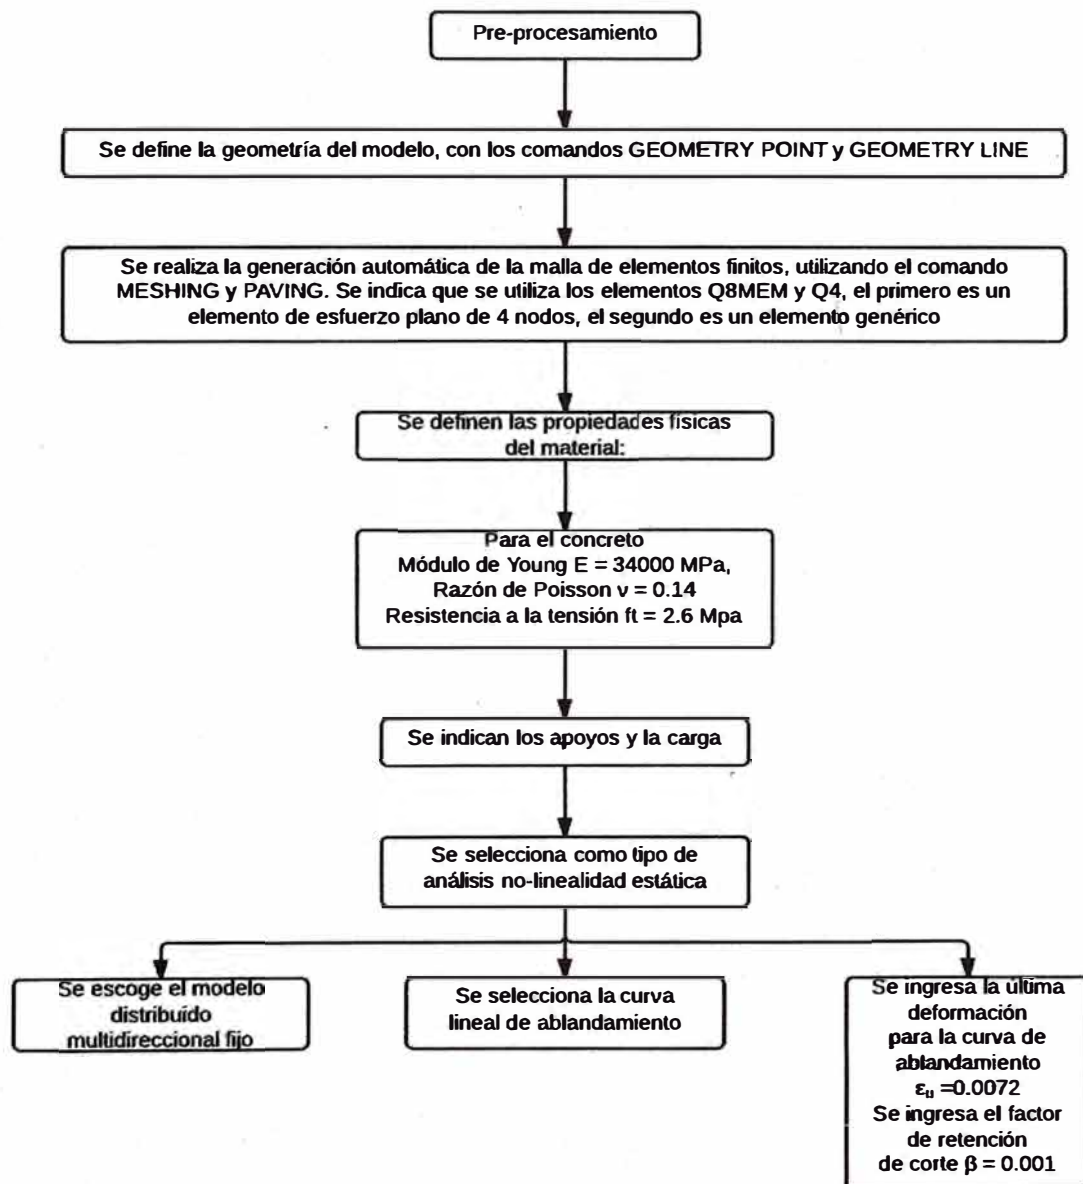 Pre-procesamiento
Se define la geometría del modelo, con los comandos GEOMETRY POINT y GEOMETRY LINE
Se realiza la generación automática de la malla de elementos finitos, utilizando el comando
MESHING y PAVING. Se indica que se utiliza los elementos Q8MEM y Q4, el primero es un
elemento de esfuerzo plano de 4 nodos, el segundo es un elemento genérico
Se definen las propiedades físicas
del material:
Para el concreto
Módulo de Young E = 34000 MPa,
Razón de Poisson ν = 0.14
Resistencia a la tensión ft = 2.6 Mpa
Se indican los apoyos y la carga
Se selecciona como tipo de
análisis no-linealidad estática
Se escoge el modelo
distribuído
multidireccional fijo
Se selecciona la curva
lineal de ablandamiento
Se ingresa la última
deformación
para la curva de
ablandamiento
εᵤ =0.0072
Se ingresa el factor
de retención
de corte β = 0.001